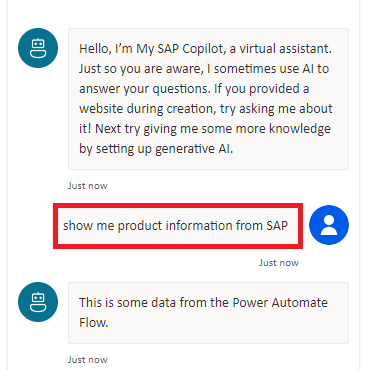 Hello, I'm My SAP Copilot, a virtual assistant.
Just so you are aware, I sometimes use AI to
answer your questions. If you provided a
website during creation, try asking me about
it! Next try giving me some more knowledge
by setting up generative AI.
Just now
show me product information from SAP
Just now
This is some data from the Power Automate
Flow.
Just now